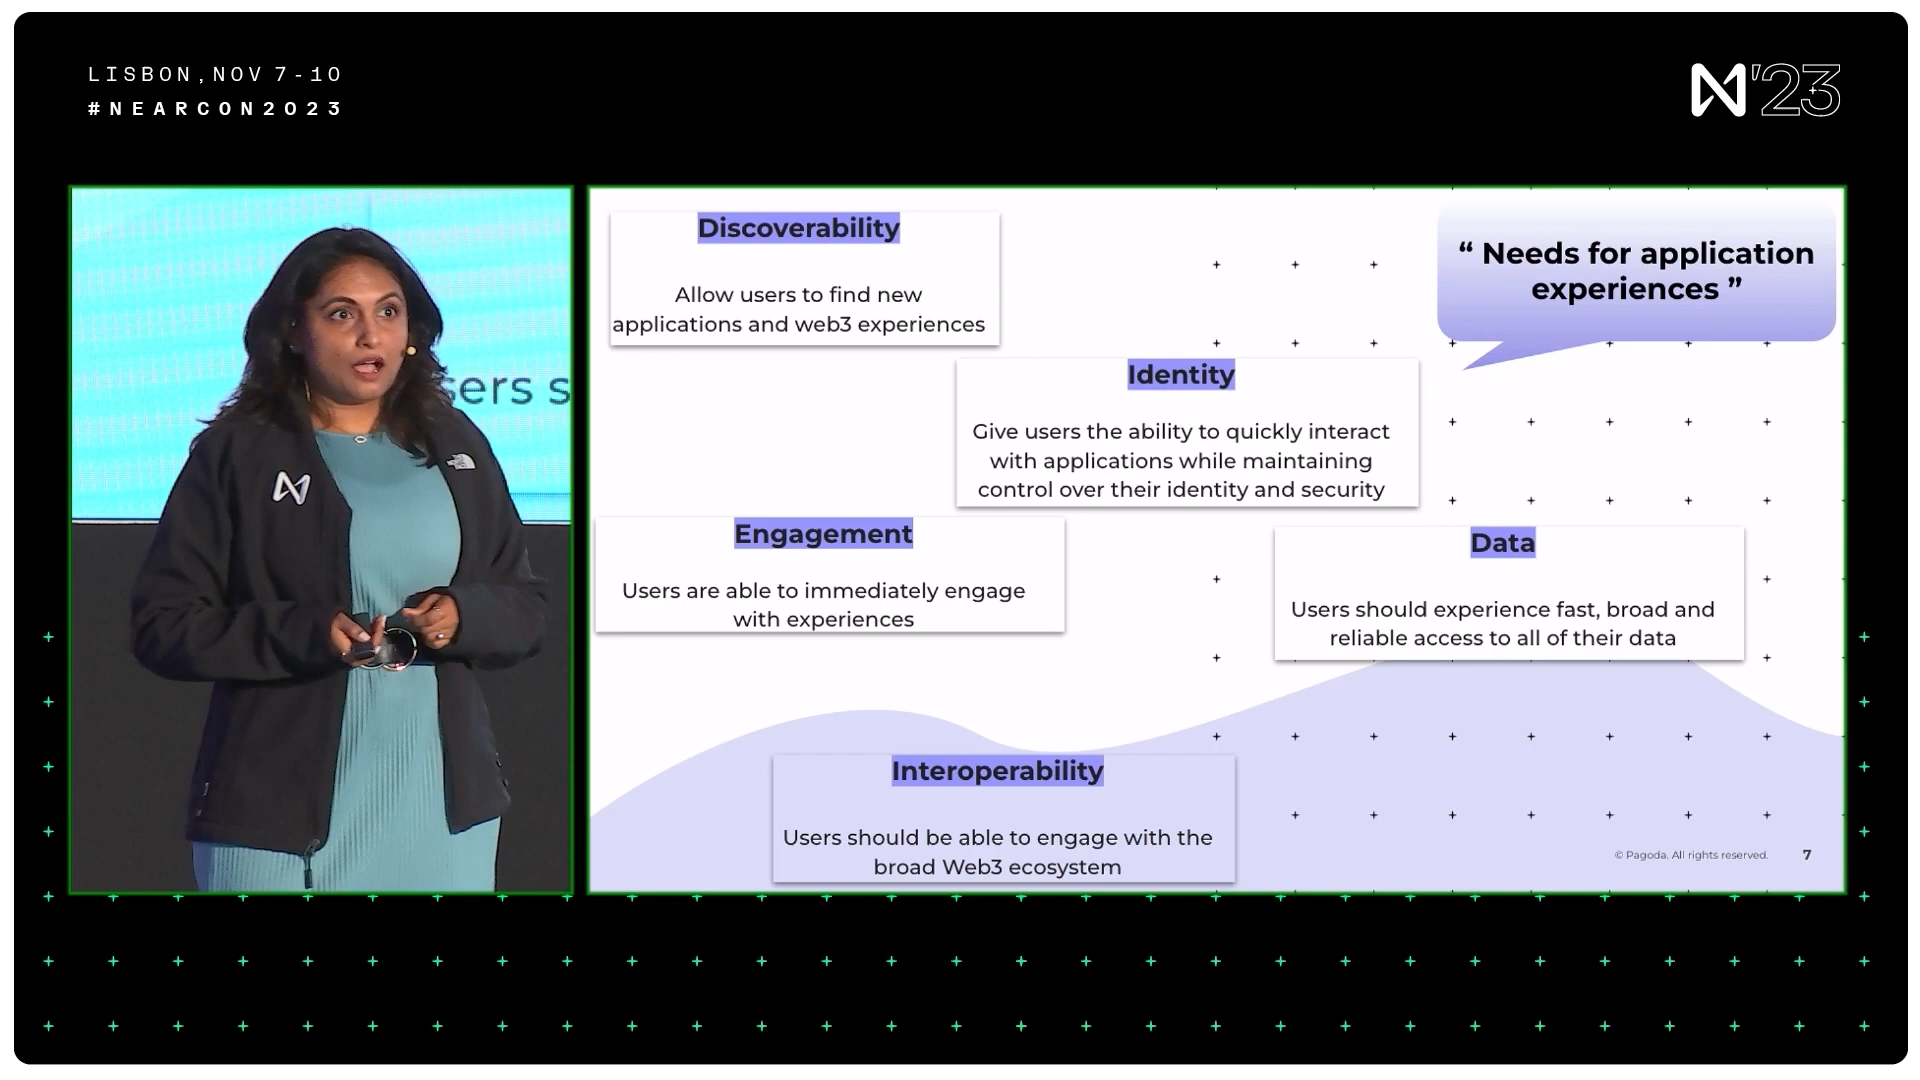 LISBON, NOV 7-10
#NEARCON2023
'23
sers s
Discoverability
Allow users to find new
applications and web3 experiences
“ Needs for application
experiences ”
Identity
Give users the ability to quickly interact
with applications while maintaining
control over their identity and security
Engagement
Users are able to immediately engage
with experiences
Data
Users should experience fast, broad and
reliable access to all of their data
Interoperability
Users should be able to engage with the
broad Web3 ecosystem
© Pagoda. All rights reserved.
7